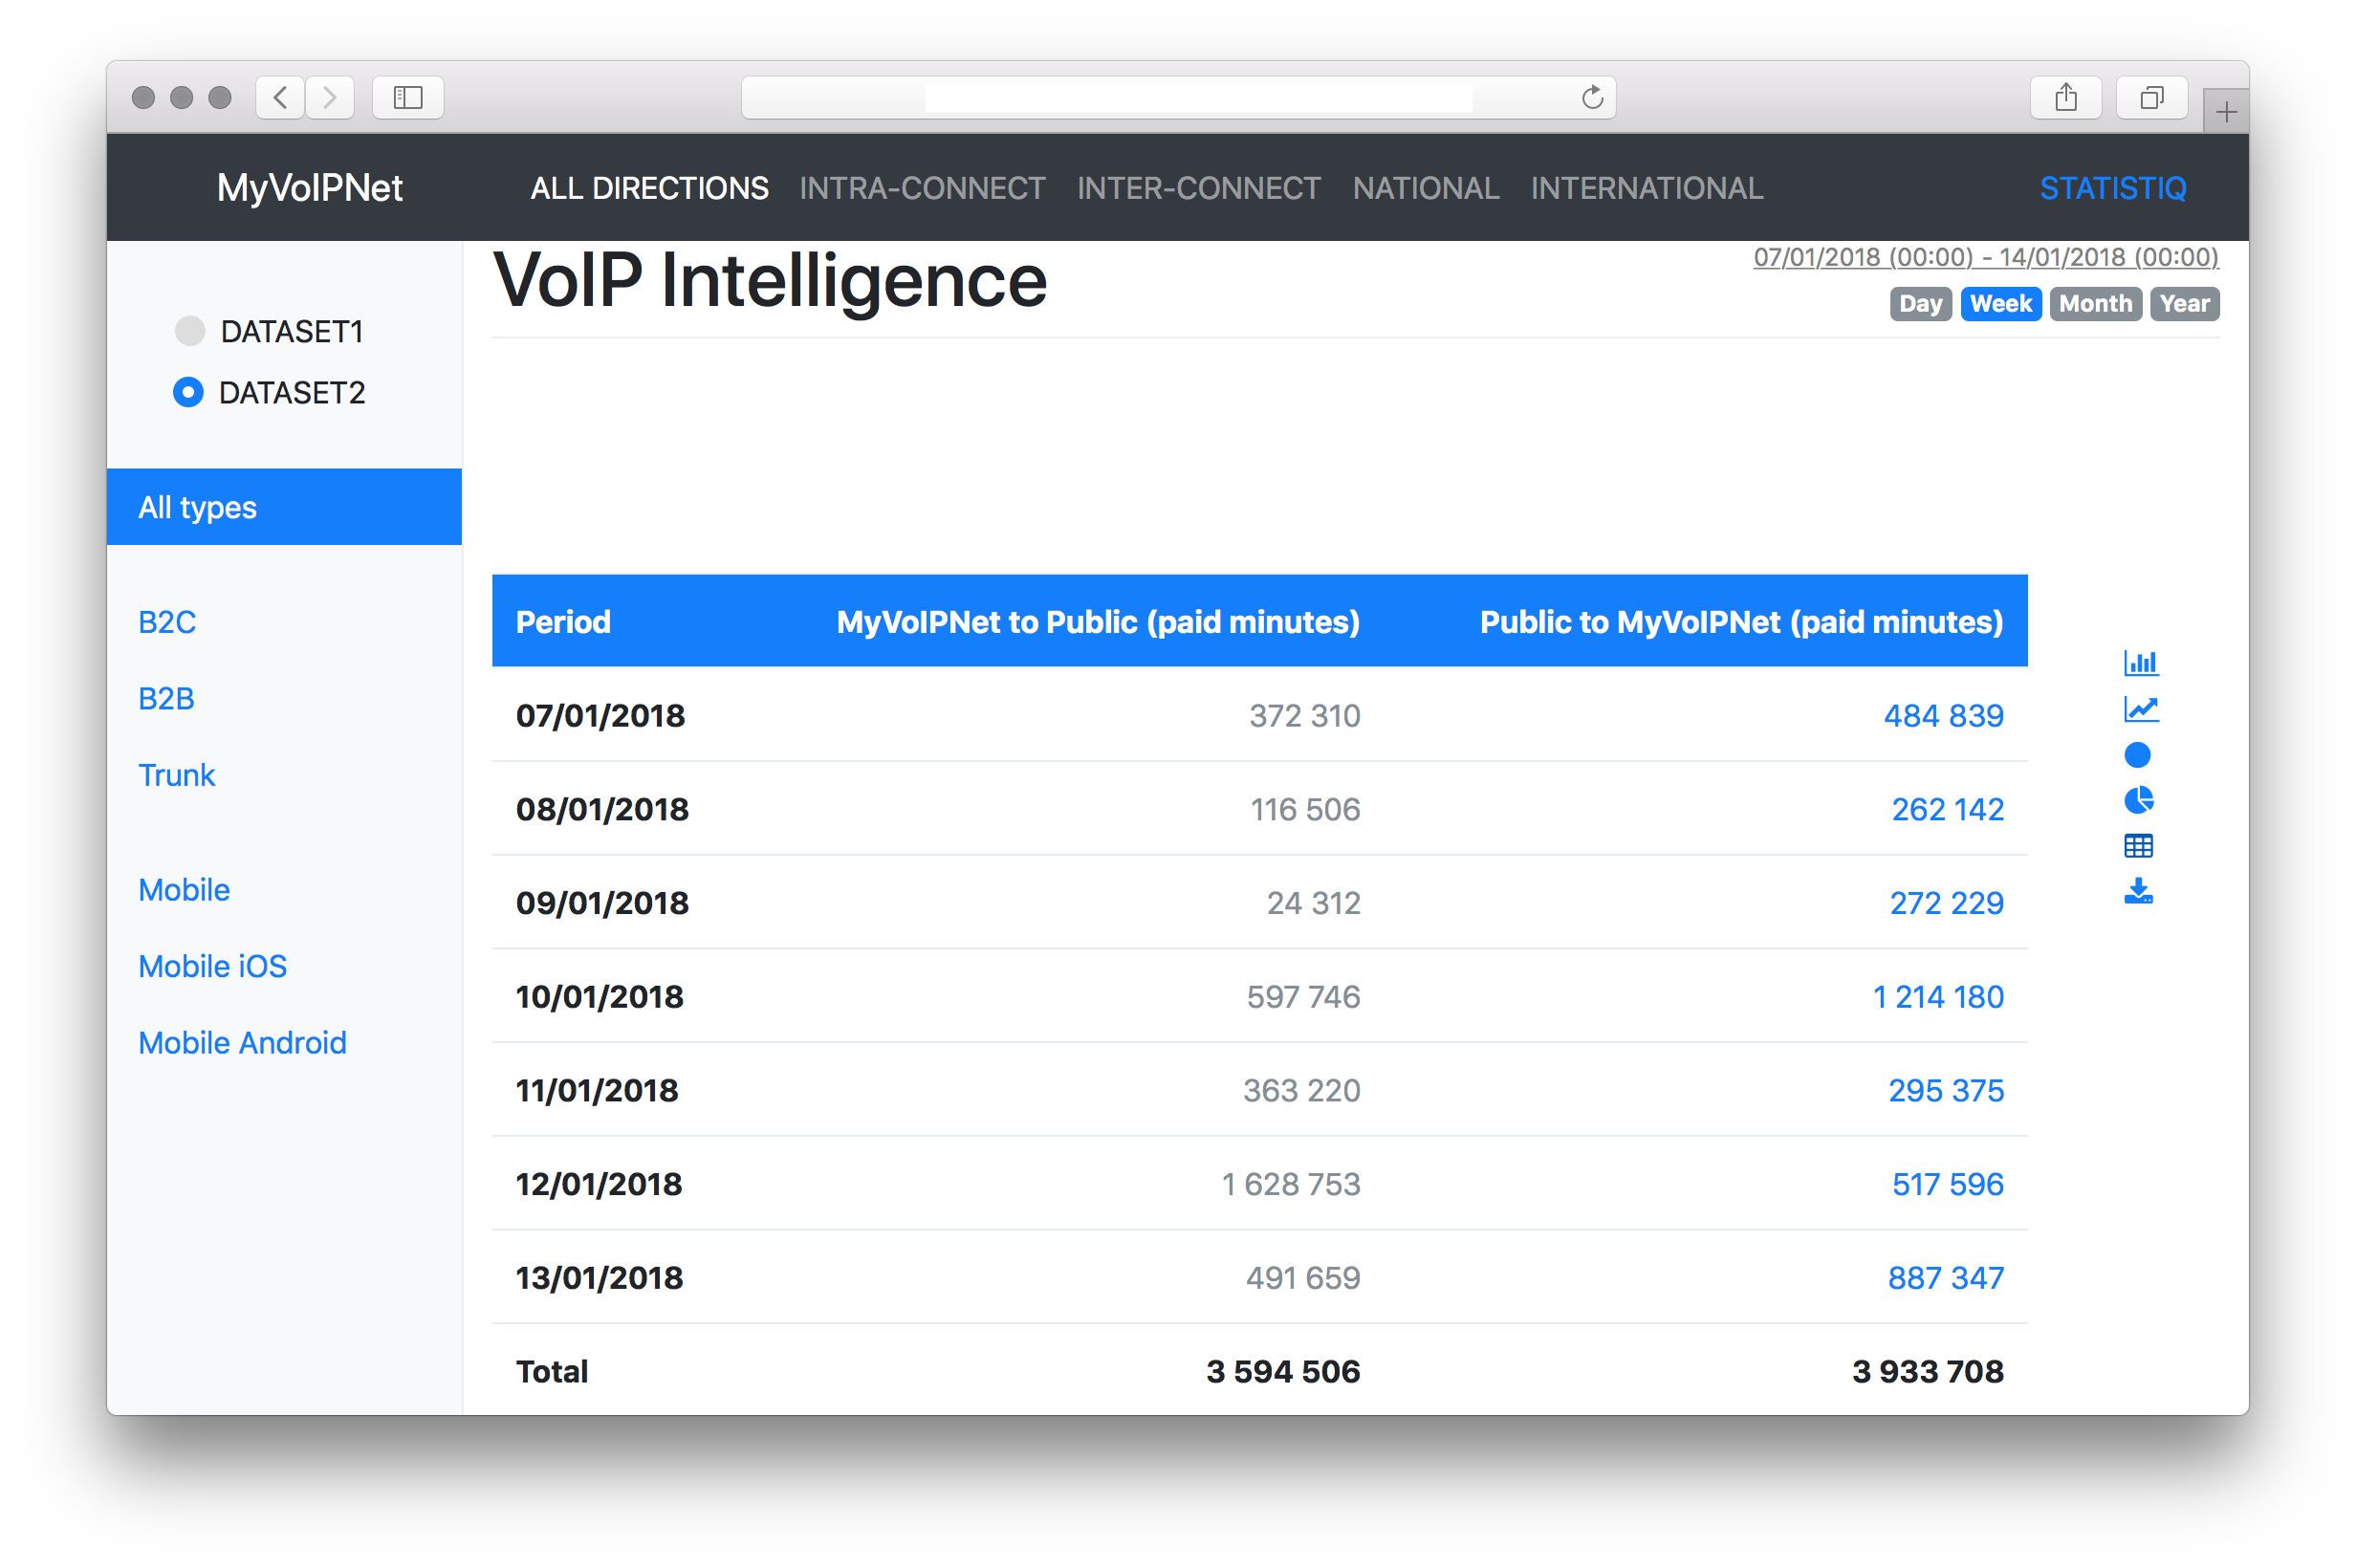 MyVoIPNet ALL DIRECTIONS INTRA-CONNECT INTER-CONNECT NATIONAL INTERNATIONAL STATISTIQ
VoIP Intelligence
07/01/2018 (00:00) - 14/01/2018 (00:00)
Day Week Month Year
DATASET1
DATASET2
All types
B2C
B2B
Trunk
Mobile
Mobile iOS
Mobile Android
Period MyVoIPNet to Public (paid minutes) Public to MyVoIPNet (paid minutes)
07/01/2018 372 310 484 839
08/01/2018 116 506 262 142
09/01/2018 24 312 272 229
10/01/2018 597 746 1 214 180
11/01/2018 363 220 295 375
12/01/2018 1 628 753 517 596
13/01/2018 491 659 887 347
Total 3 594 506 3 933 708